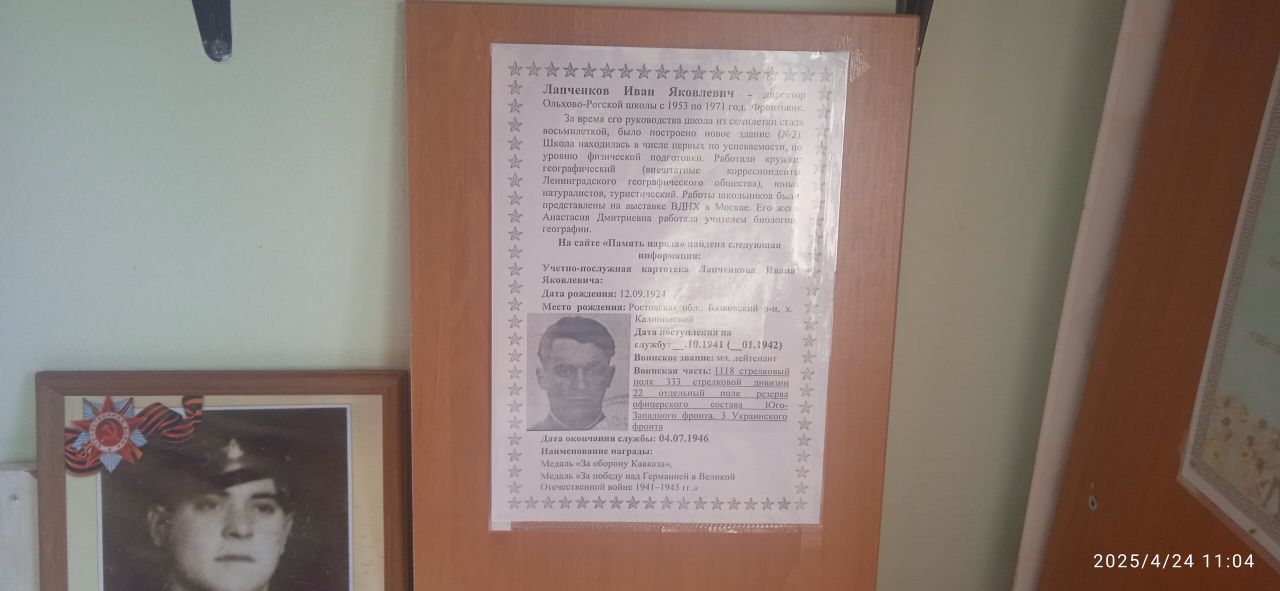 Лапченков Иван Яковлевич – директор
Ольхово-Рогской школы с 1953 по 1971 год. Фронтовик.
За время его руководства школа из семилетки стала
восьмилеткой, было построено новое здание (№2).
Школа находилась в числе первых по успеваемости, по
уровню физической подготовки. Работали кружки:
географический (внештатные корреспонденты
Ленинградского географического общества), юных
натуралистов, туристический. Работы школьников были
представлены на выставке ВДНХ в Москве. Его жена
Анастасия Дмитриевна работала учителем биологии,
географии.
На сайте «Память народа» найдена следующая
информация:
Учетно-послужная картотека Лапченкова Ивана
Яковлевича:
Дата рождения: 12.09.1924
Место рождения: Ростовская обл., Базковский р-н, х.
Калининский
Дата поступления на
службу: __.10.1941 (__01.1942)
Воинское звание: мл. лейтенант
Воинская часть: 1118 стрелковый
полк 333 стрелковой дивизии
22 отдельный полк резерва
офицерского состава Юго-
Западного фронта, 3 Украинского
фронта
Дата окончания службы: 04.07.1946
Наименование награды:
Медаль «За оборону Кавказа»,
Медаль «За победу над Германией в Великой
Отечественной войне 1941–1945 гг.»
2025/4/24 11:04